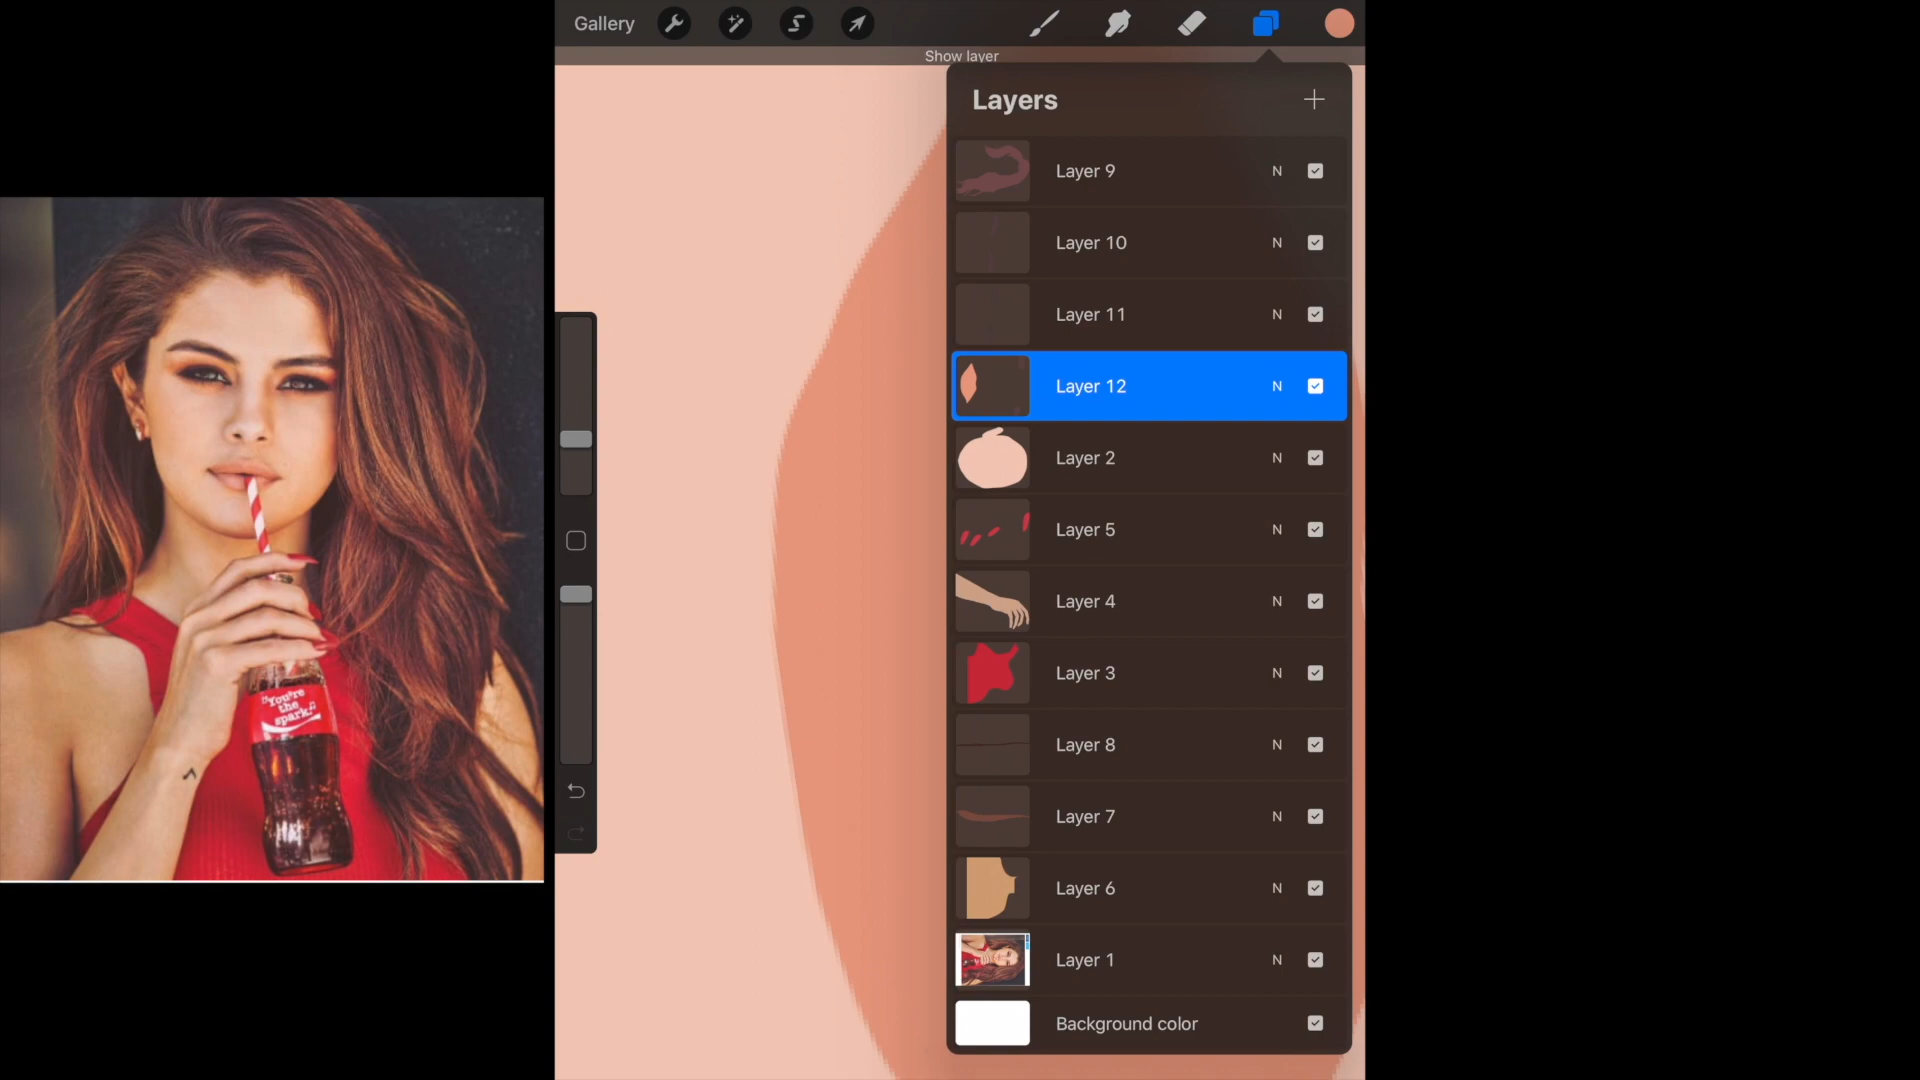 Gallery
Show layer
Layers
Layer 9 N
Layer 10 N
Layer 11 N
Layer 12 N
Layer 2 N
Layer 5 N
Layer 4 N
Layer 3 N
Layer 8 N
Layer 7 N
Layer 6 N
Layer 1 N
Background color
"You're
the
spark."